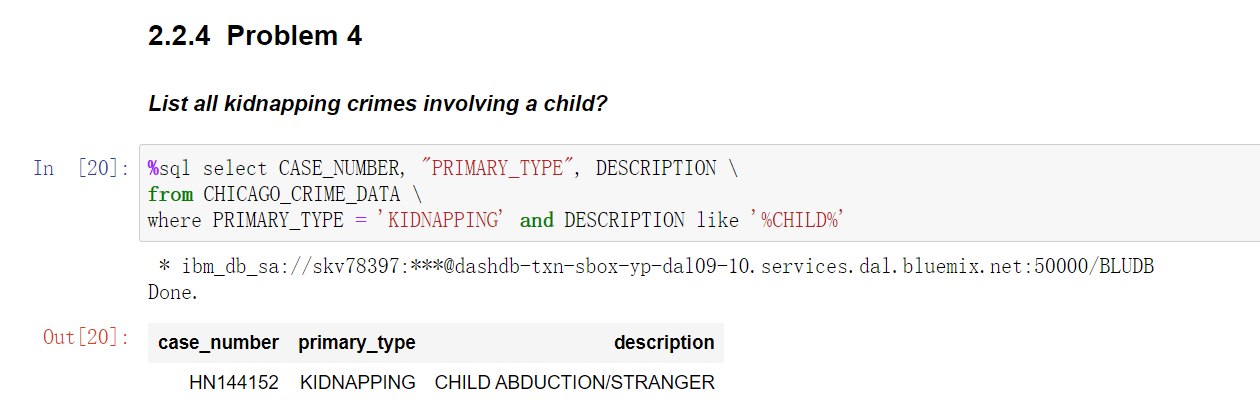 2.2.4 Problem 4
List all kidnapping crimes involving a child?
In [20]: %sql select CASE_NUMBER, "PRIMARY_TYPE", DESCRIPTION \
from CHICAGO_CRIME_DATA \
where PRIMARY_TYPE = 'KIDNAPPING' and DESCRIPTION like '%CHILD%'
* ibm_db_sa://skv78397:***@dashdb-txn-sbox-yp-dal09-10.services.dal.bluemix.net:50000/BLUDB
Done.
Out[20]: case_number primary_type description
HN144152 KIDNAPPING CHILD ABDUCTION/STRANGER